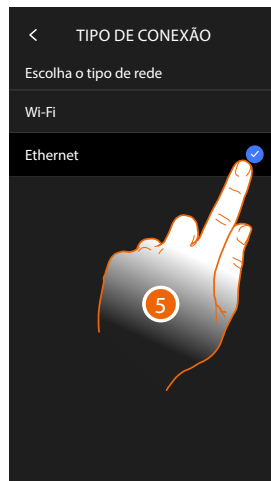 TIPO DE CONEXÃO
Escolha o tipo de rede
Wi-Fi
Ethernet
5